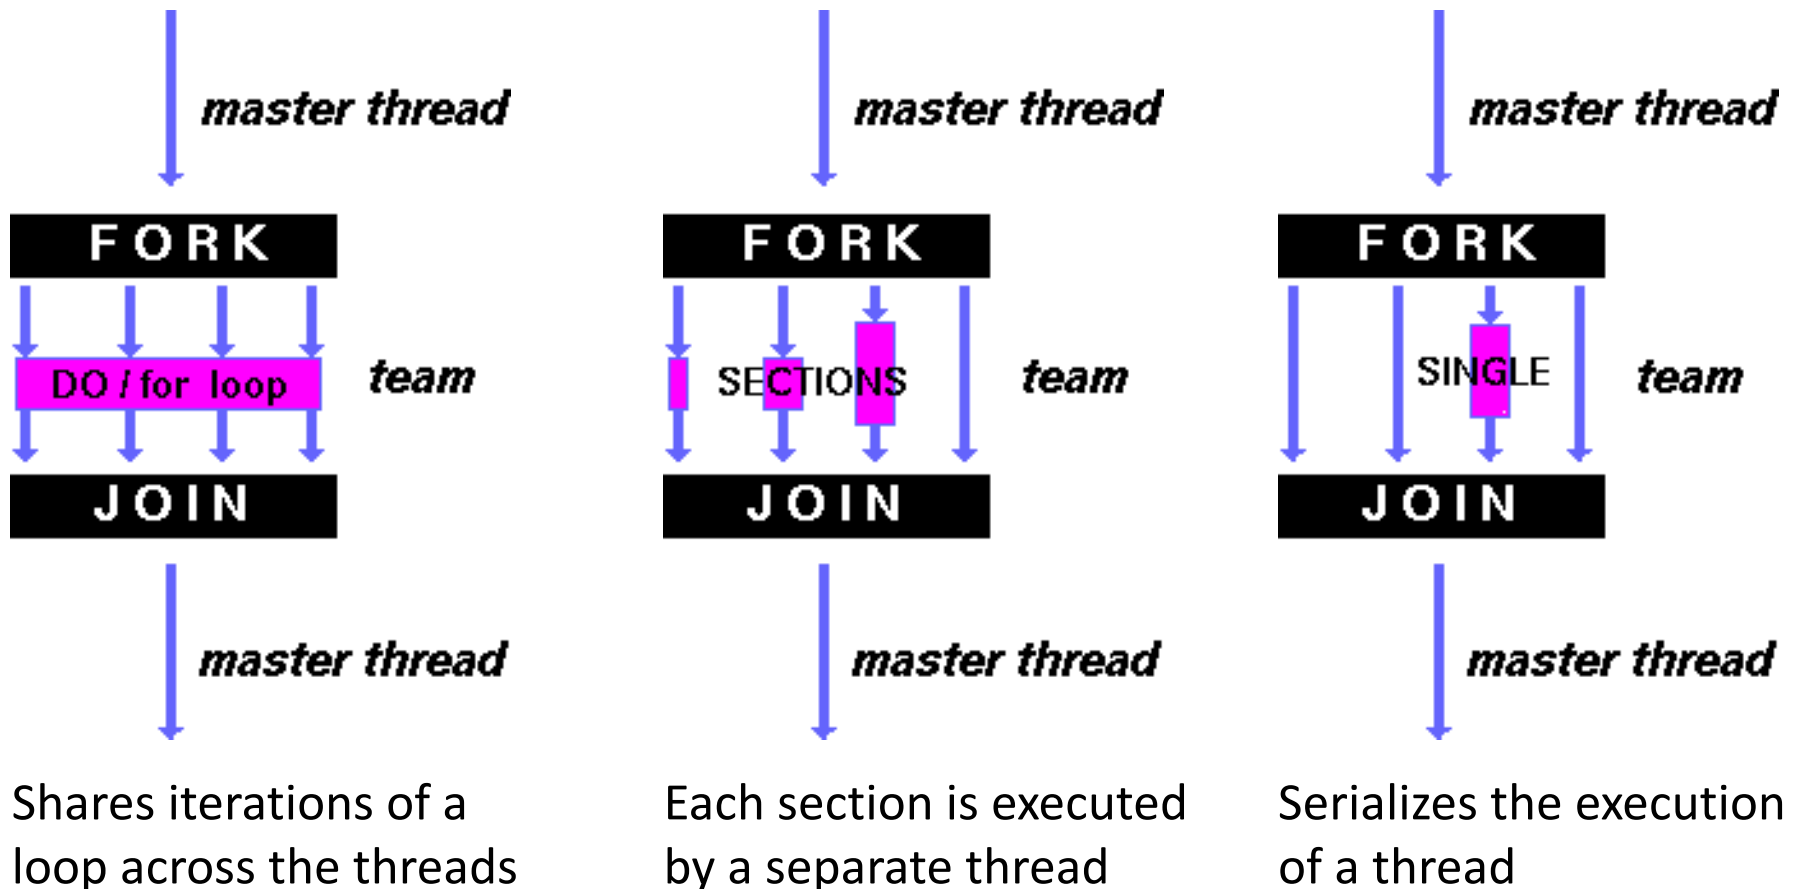 master thread
FORK
DO / for loop
team
JOIN
master thread
Shares iterations of a
loop across the threads
master thread
FORK
SECTIONS
team
JOIN
master thread
Each section is executed
by a separate thread
master thread
FORK
SINGLE
team
JOIN
master thread
Serializes the execution
of a thread